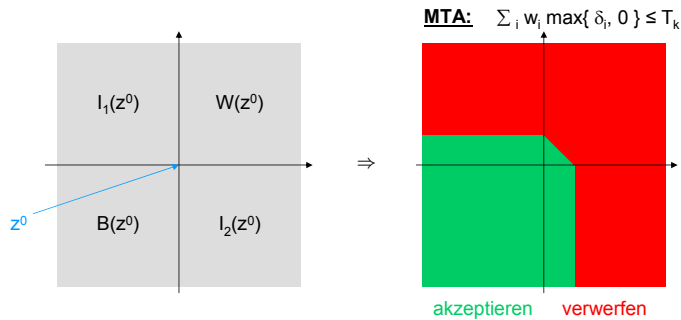 MTA: ∑ i wi max{ δi, 0 } ≤ Tk
I1(z0) W(z0)
⇒
z0
B(z0) I2(z0)
akzeptieren verwerfen